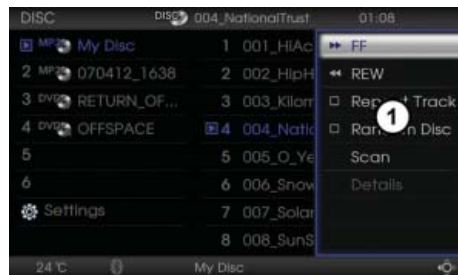 DISC DISC 004_NationalTrust 01:08
MP3 My Disc
2 MP3 070412_1638
3 DVD RETURN_OF...
4 DVD OFFSPACE
5
6
Settings
1 001_HiAc
2 002_HipH
3 003_Kilom
4 004_Natio
5 005_O_Ye
6 006_Snow
7 007_Solar
8 008_SunS
FF
REW
Track
1
Disc
Scan
Details
24°C My Disc